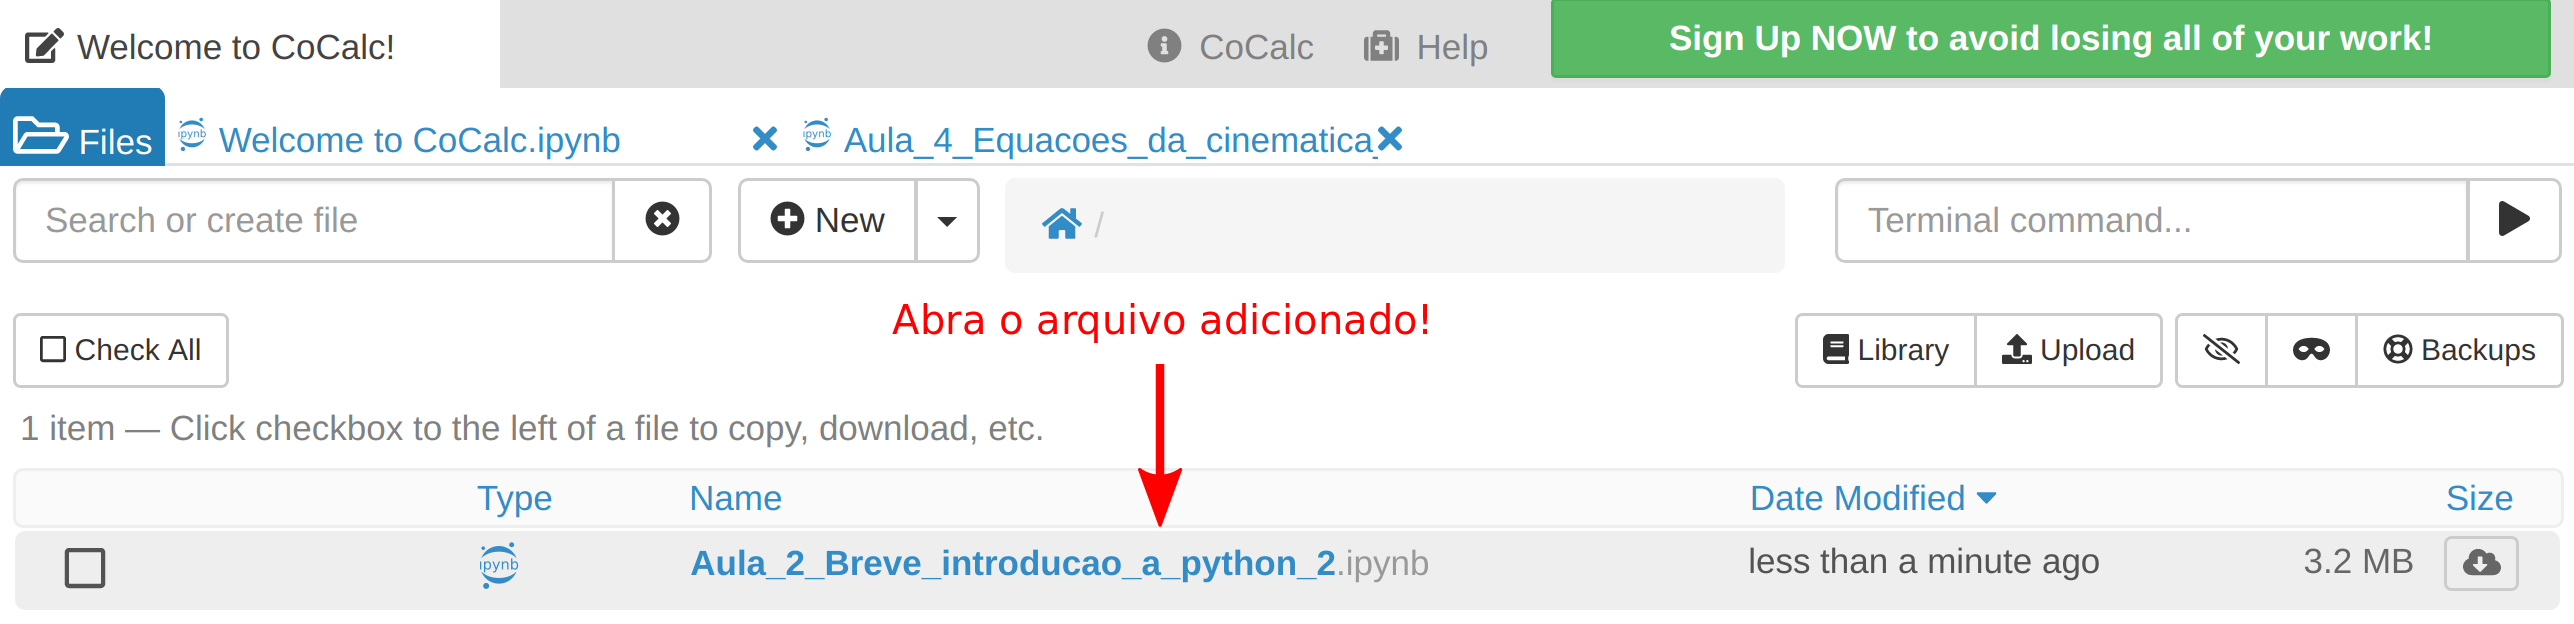 Welcome to CoCalc!
CoCalc
Help
Sign Up NOW to avoid losing all of your work!
Files
ipynb
Welcome to CoCalc.ipynb
ipynb
Aula_4_Equacoes_da_cinematica_
Search or create file
New
/
Terminal command...
Abra o arquivo adicionado!
Check All
Library
Upload
Backups
1 item — Click checkbox to the left of a file to copy, download, etc.
Type
Name
Date Modified
Size
ipynb
Aula_2_Breve_introducao_a_python_2.ipynb
less than a minute ago
3.2 MB